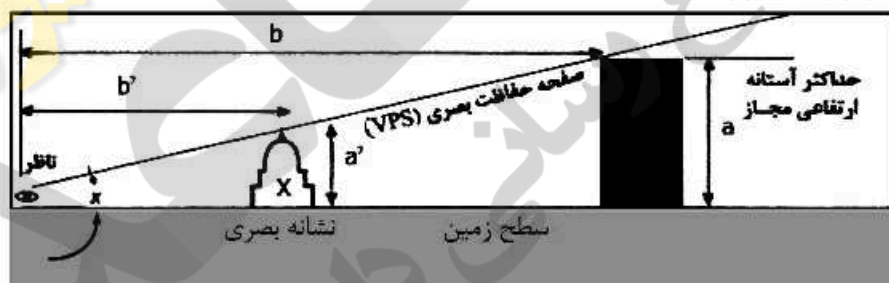 b
b’
صفحه حفاظت بصری (VPS)
حداکثر آستانه
ارتفاعی مجاز
a
a’
ناظر
x
X
نشانه بصری
سطح زمین